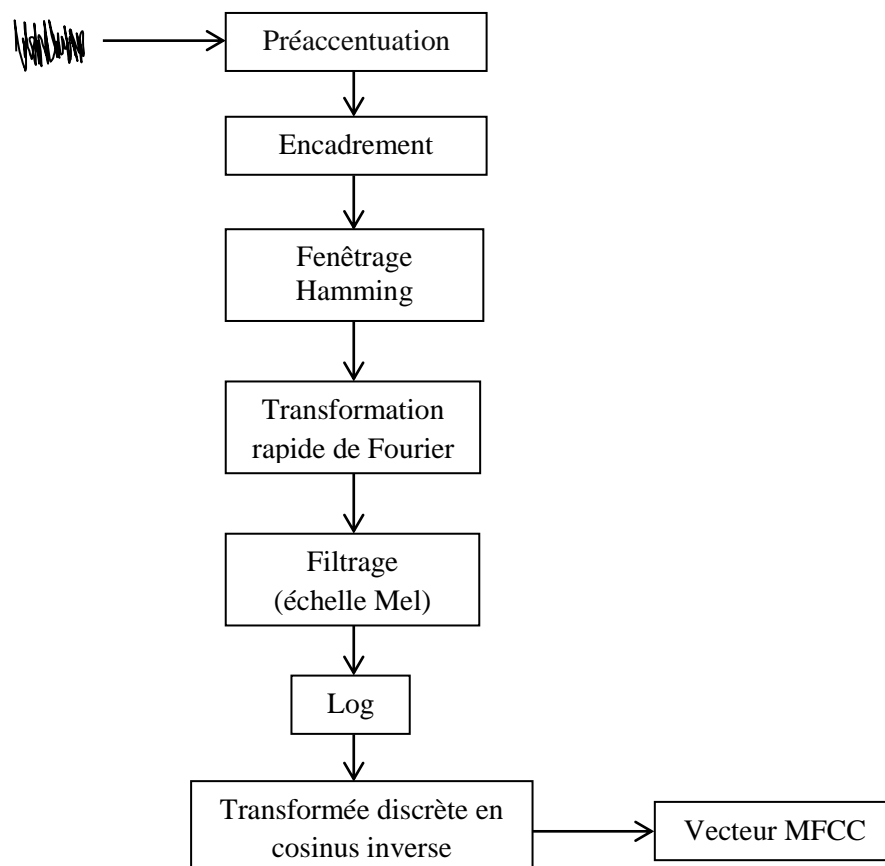 Préaccentuation
Encadrement
Fenêtrage
Hamming
Transformation
rapide de Fourier
Filtrage
(échelle Mel)
Log
Transformée discrète en
cosinus inverse
Vecteur MFCC